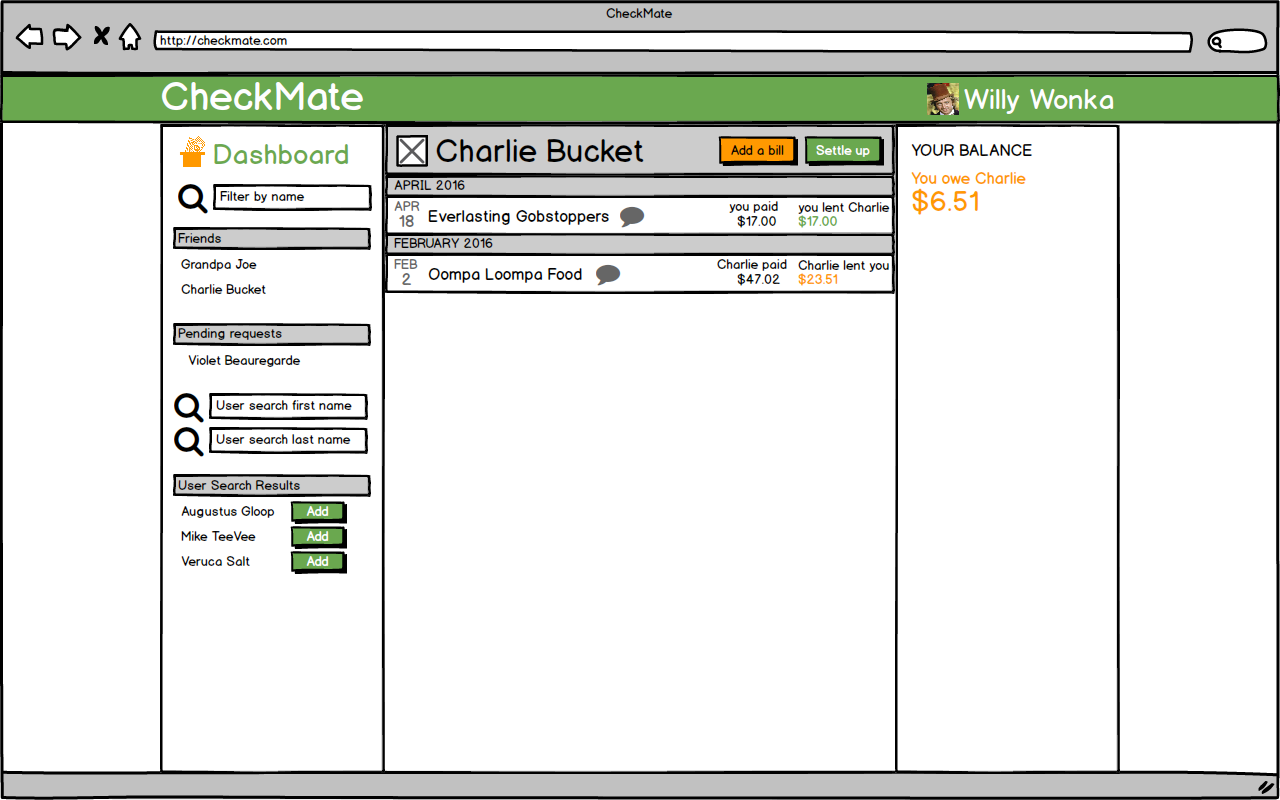 CheckMate
http://checkmate.com
CheckMate
Willy Wonka
Dashboard
Filter by name
Friends
Grandpa Joe
Charlie Bucket
Pending requests
Violet Beauregarde
User search first name
User search last name
User Search Results
Augustus Gloop Add
Mike TeeVee Add
Veruca Salt Add
Charlie Bucket
Add a bill Settle up
APRIL 2016
APR
18
Everlasting Gobstoppers
you paid
$17.00
you lent Charlie
$17.00
FEBRUARY 2016
FEB
2
Oompa Loompa Food
Charlie paid
$47.02
Charlie lent you
$23.51
YOUR BALANCE
You owe Charlie
$6.51